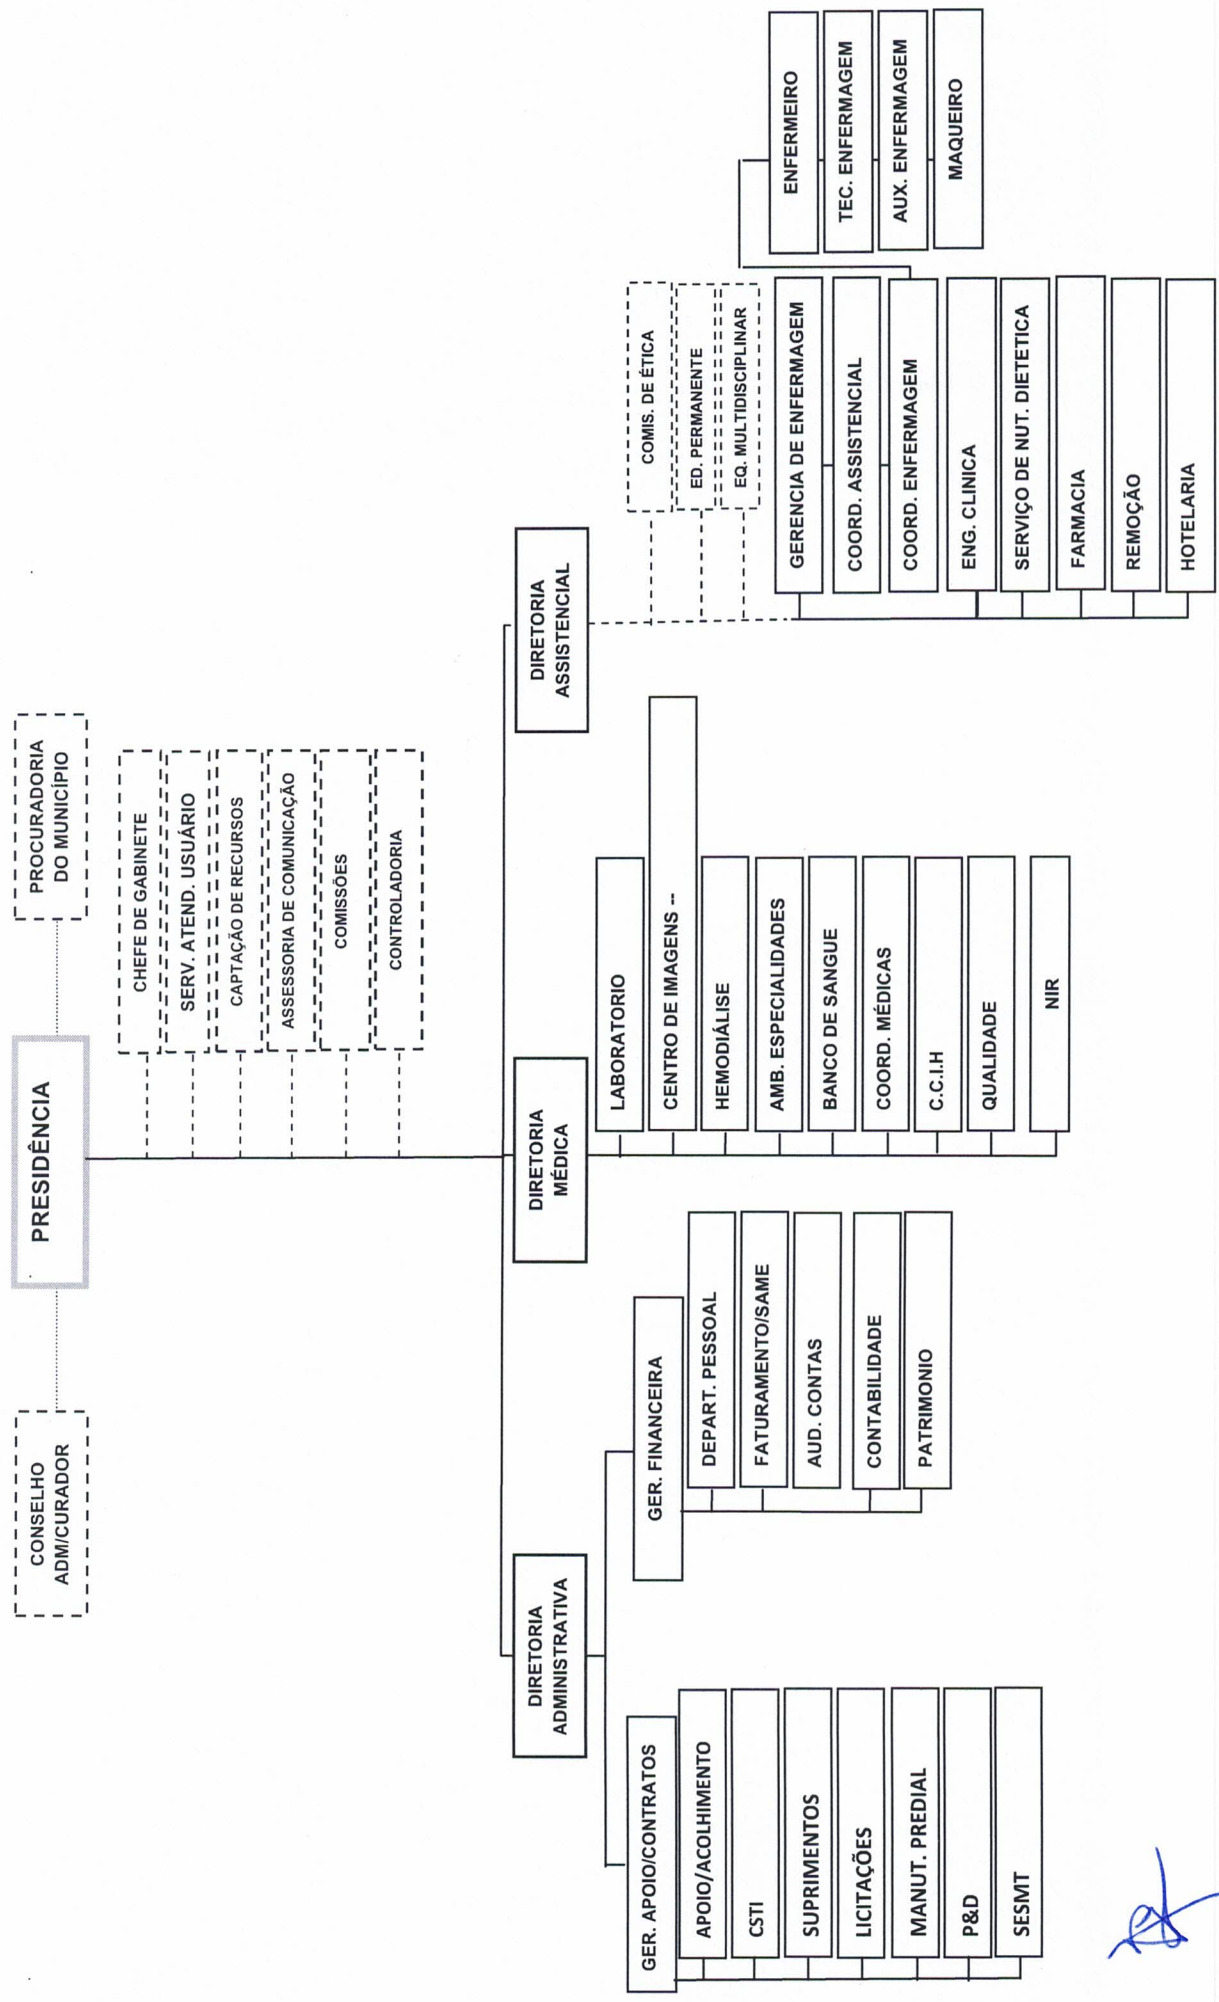 PRESIDÊNCIA
CONSELHO
ADM/CURADOR
PROCURADORIA
DO MUNICÍPIO
CHEFE DE GABINETE
SERV. ATEND. USUÁRIO
CAPTAÇÃO DE RECURSOS
ASSESSORIA DE COMUNICAÇÃO
COMISSÕES
CONTROLADORIA
DIRETORIA
ADMINISTRATIVA
GER. APOIO/CONTRATOS
APOIO/ACOLHIMENTO
CSTI
SUPRIMENTOS
LICITAÇÕES
MANUT. PREDIAL
P&D
SESMT
GER. FINANCEIRA
DEPART. PESSOAL
FATURAMENTO/SAME
AUD. CONTAS
CONTABILIDADE
PATRIMONIO
DIRETORIA
MÉDICA
LABORATORIO
CENTRO DE IMAGENS --
HEMODIÁLISE
AMB. ESPECIALIDADES
BANCO DE SANGUE
COORD. MÉDICAS
C.C.I.H
QUALIDADE
NIR
DIRETORIA
ASSISTENCIAL
COMIS. DE ÉTICA
ED. PERMANENTE
EQ. MULTIDISCIPLINAR
GERENCIA DE ENFERMAGEM
COORD. ASSISTENCIAL
COORD. ENFERMAGEM
ENG. CLINICA
SERVIÇO DE NUT. DIETETICA
FARMACIA
REMOÇÃO
HOTELARIA
ENFERMEIRO
TEC. ENFERMAGEM
AUX. ENFERMAGEM
MAQUEIRO